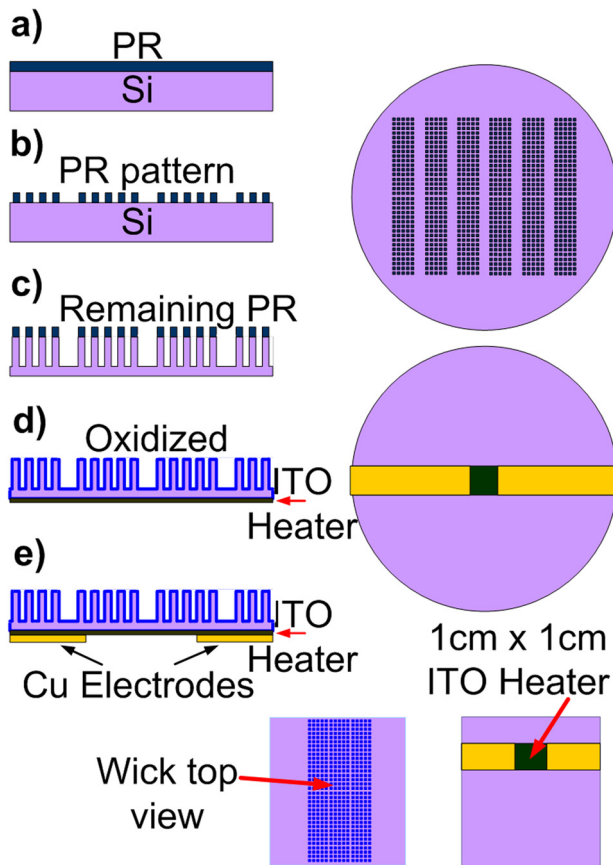 a)
PR
Si
b)
PR pattern
Si
c)
Remaining PR
d)
Oxidized
ITO
Heater
e)
ITO
Heater
Cu Electrodes
1cm x 1cm
ITO Heater
Wick top
view